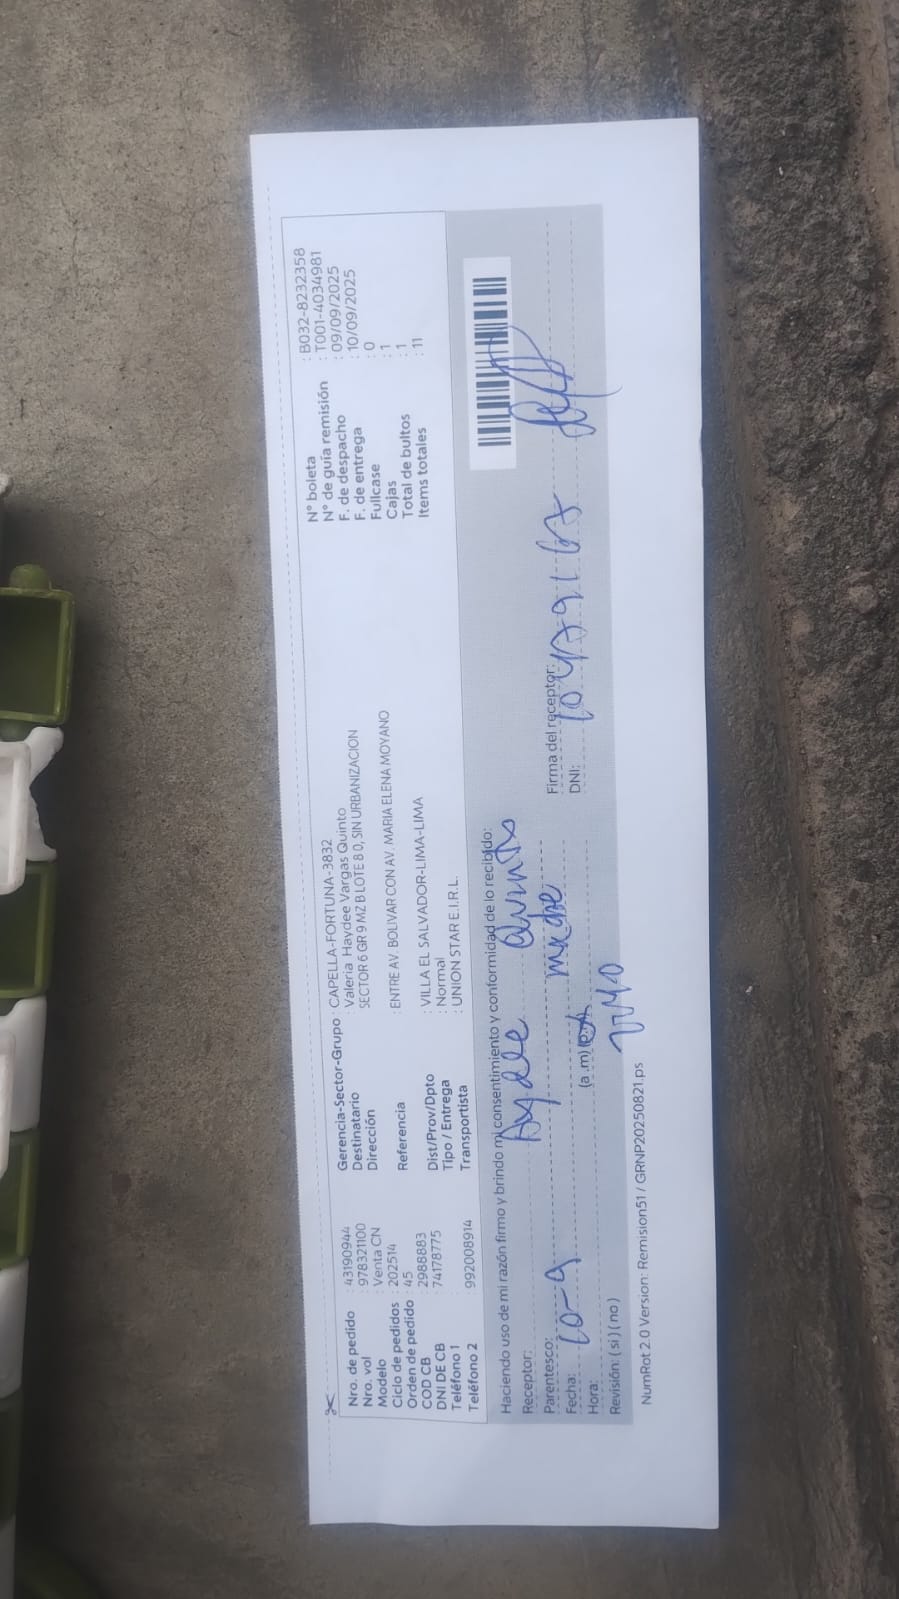 Nro. de pedido : 43190944
Nro. vol : 978321100
Modelo : Venta CN
Ciclo de pedidos : 202514
Orden de pedido : 45
COD CB : 2988883
DNI DE CB : 74178775
Teléfono 1
Teléfono 2 : 992008914
Gerencia-Sector-Grupo : CAPELLA-FORTUNA-3832
Destinatario : Valeria Haydee Vargas Quinto
Dirección : SECTOR 6 GR 9 MZ B LOTE 8 0, SIN URBANIZACION
Referencia : ENTRE AV. BOLIVAR CON AV. MARIA ELENA MOYANO
Dist/Prov/Dpto : VILLA EL SALVADOR-LIMA-LIMA
Tipo / Entrega : Normal
Transportista : UNION STAR E.I.R.L.
N° boleta : B032-8232358
N° de guía remisión : T001-4034981
F. de despacho : 09/09/2025
F. de entrega : 10/09/2025
Fullcase : 0
Cajas : 1
Total de bultos : 1
Items totales : 11
Haciendo uso de mi razón firmo y brindo mi consentimiento y conformidad de lo recibido:
Receptor: Aydee Quinto
Parentesco: madre
Firma del receptor:
Fecha: 10-9
DNI:
Hora: (a.m)
Revisión: ( si ) ( no )
NumRot 2.0 Version: Remision51 / GRNP20250821.ps